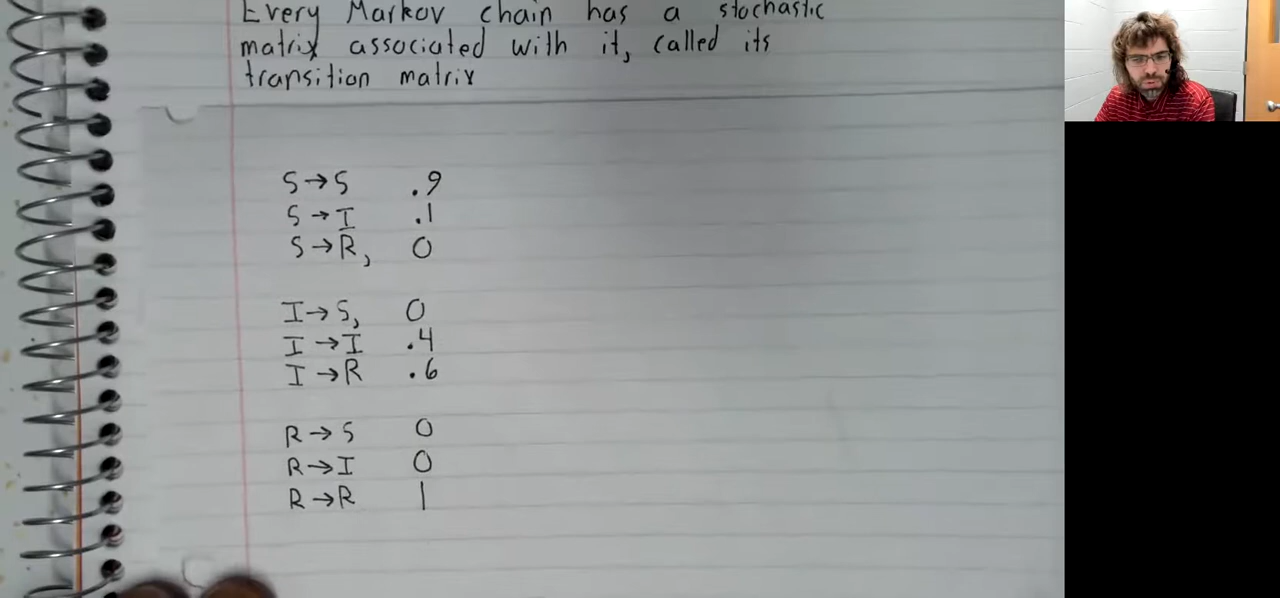 Every Markov chain has a stochastic
matrix associated with it, called its
transition matrix
S→S .9
S→I .1
S→R, 0
I→S, 0
I→I .4
I→R .6
R→S 0
R→I 0
R→R 1